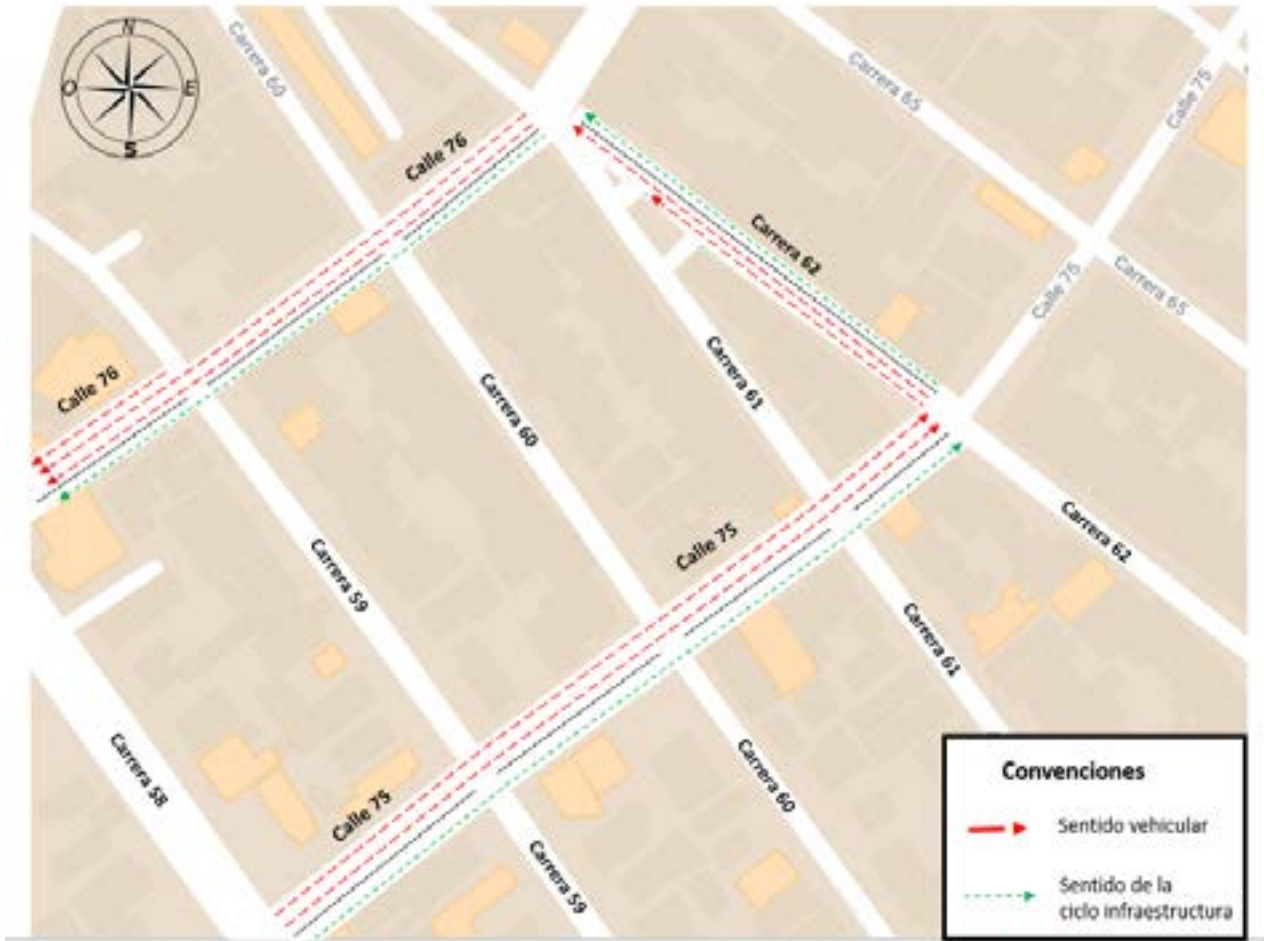 N
O
E
S
Carrera 60
Calle 76
Carrera 65
Calle 75
Carrera 62
Calle 75
Carrera 65
Calle 76
Carrera 61
Carrera 60
Calle 75
Carrera 62
Carrera 59
Carrera 61
Carrera 58
Carrera 60
Calle 75
Carrera 59
Convenciones
Sentido vehicular
Sentido de la
ciclo infraestructura